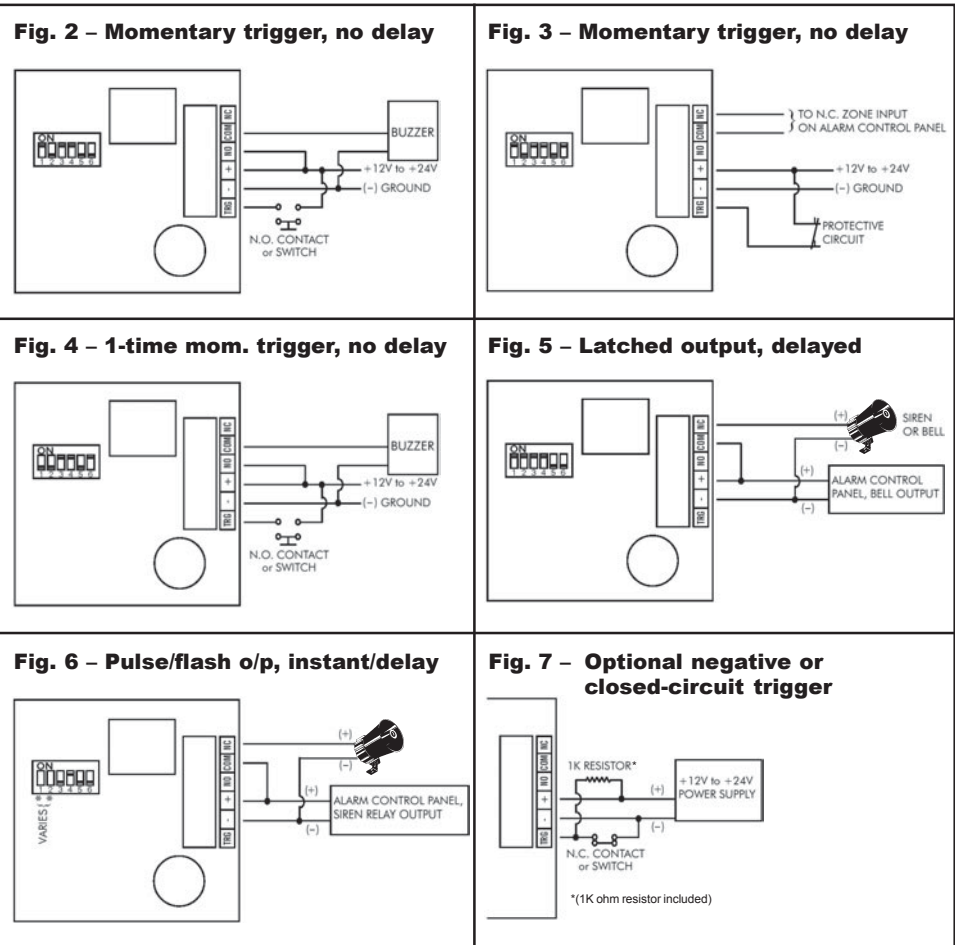 Fig. 2 – Momentary trigger, no delay
ON
1 2 3 4 5 6
NC
COM
NO
+
-
TRG
BUZZER
+12V to +24V
(–) GROUND
N.O. CONTACT
or SWITCH
Fig. 3 – Momentary trigger, no delay
ON
1 2 3 4 5 6
NC
COM
NO
+
-
TRG
TO N.C. ZONE INPUT
ON ALARM CONTROL PANEL
+12V to +24V
(–) GROUND
PROTECTIVE
CIRCUIT
Fig. 4 – 1-time mom. trigger, no delay
ON
1 2 3 4 5 6
NC
COM
NO
+
-
TRG
BUZZER
+12V to +24V
(–) GROUND
N.O. CONTACT
or SWITCH
Fig. 5 – Latched output, delayed
ON
1 2 3 4 5 6
NC
COM
NO
+
-
TRG
(+)
SIREN
OR BELL
(–)
(+)
ALARM CONTROL
PANEL, BELL OUTPUT
(–)
Fig. 6 – Pulse/flash o/p, instant/delay
ON
1 2 3 4 5 6
VARIES { *
*
NC
COM
NO
+
-
TRG
(+)
(–)
(+)
ALARM CONTROL PANEL,
SIREN RELAY OUTPUT
(–)
Fig. 7 – Optional negative or
closed-circuit trigger
NC
COM
NO
+
-
TRG
1K RESISTOR*
(+)
+12V to +24V
POWER SUPPLY
(–)
N.C. CONTACT
or SWITCH
*(1K ohm resistor included)